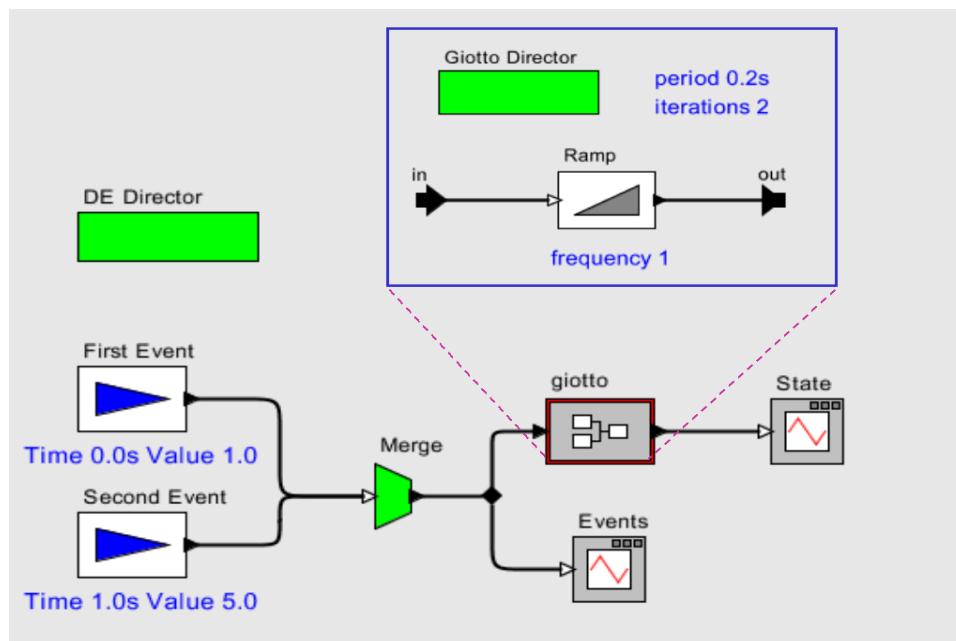 Giotto Director
period 0.2s
iterations 2
Ramp
in
out
frequency 1
DE Director
First Event
Time 0.0s Value 1.0
Second Event
Time 1.0s Value 5.0
Merge
giotto
State
Events